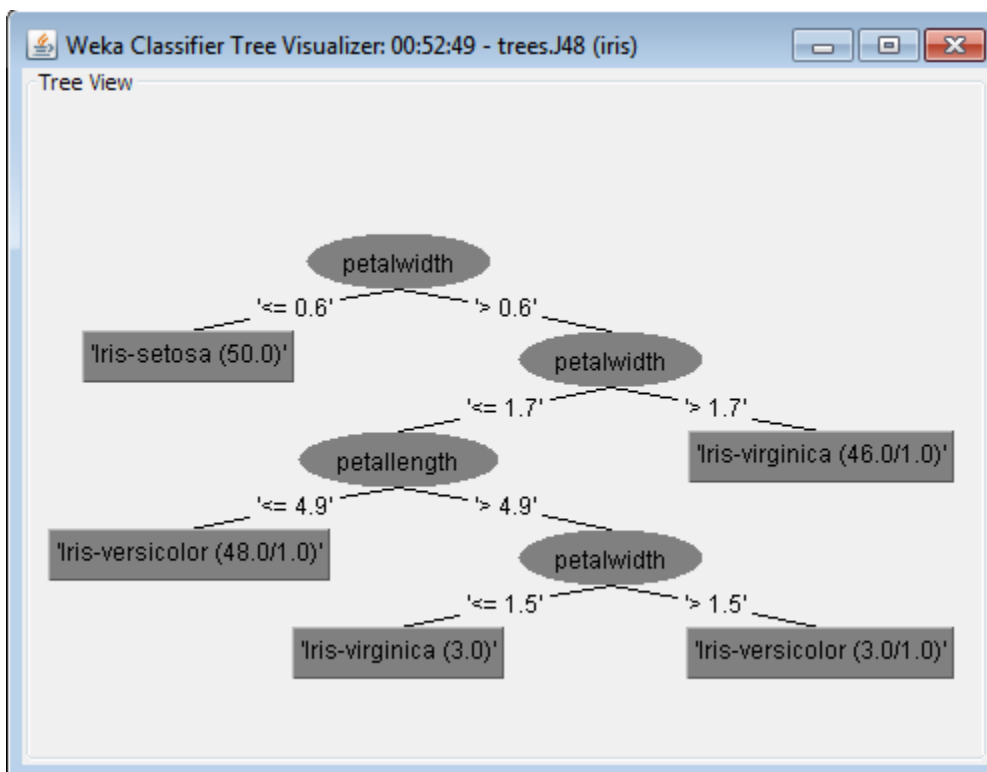 Weka Classifier Tree Visualizer: 00:52:49 - trees.J48 (iris)
Tree View
petalwidth
'<= 0.6'
'> 0.6'
'Iris-setosa (50.0)'
petalwidth
'<= 1.7'
'> 1.7'
petallength
'Iris-virginica (46.0/1.0)'
'<= 4.9'
'> 4.9'
'Iris-versicolor (48.0/1.0)'
petalwidth
'<= 1.5'
'> 1.5'
'Iris-virginica (3.0)'
'Iris-versicolor (3.0/1.0)'